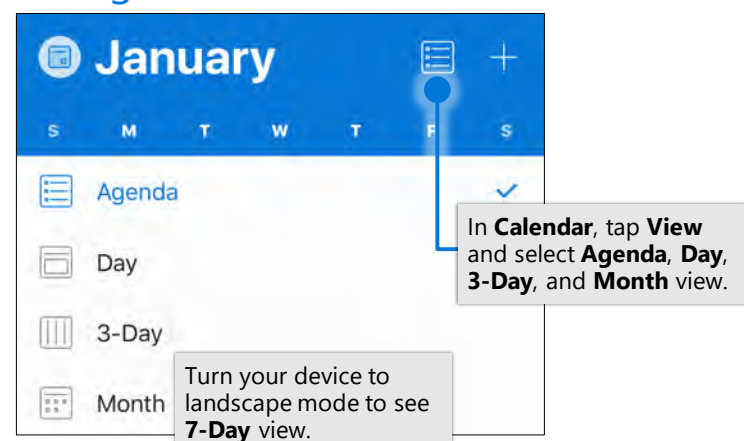 January
S M T W T F S
Agenda
In Calendar, tap View
and select Agenda, Day,
3-Day, and Month view.
Day
3-Day
Month
Turn your device to
landscape mode to see
7-Day view.